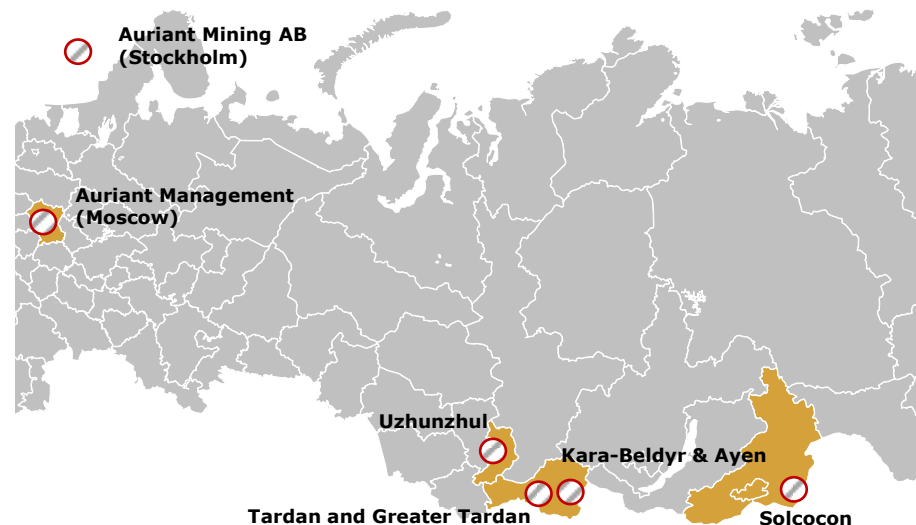 Auriant Mining AB
(Stockholm)
Auriant Management
(Moscow)
Uzhunzhul
Kara-Beldyr & Ayen
Tardan and Greater Tardan
Solcocon